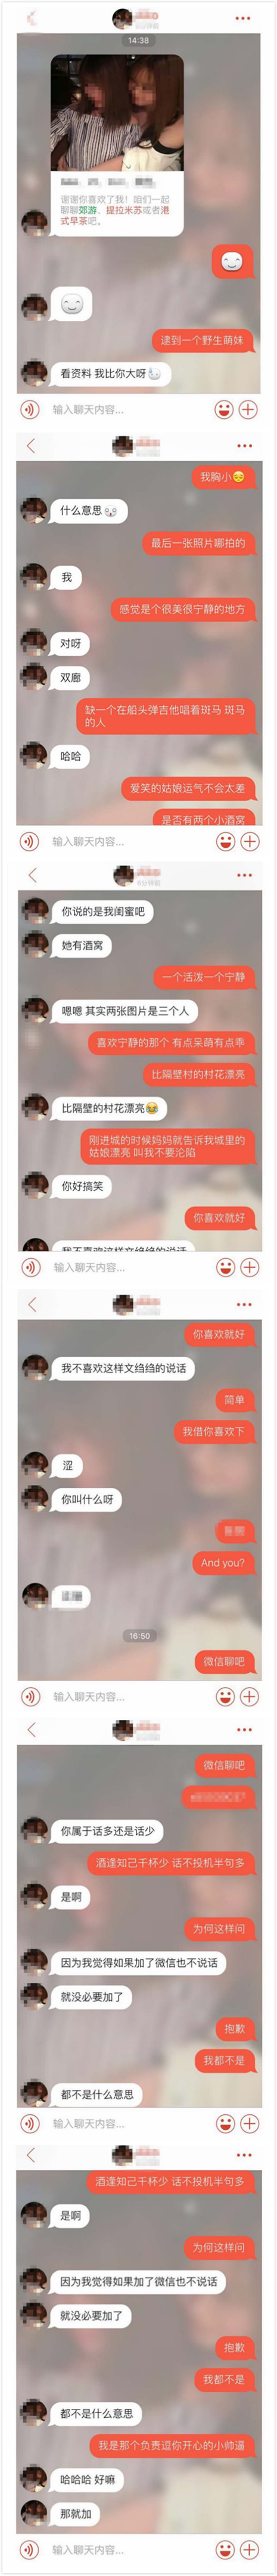 14:38
谢谢你喜欢了我！咱们一起
聊聊郊游、提拉米苏或者港
式早茶吧。
逮到一个野生萌妹
看资料 我比你大呀
输入聊天内容...
我胸小
什么意思
最后一张照片哪拍的
我
感觉是个很美很宁静的地方
对呀
双廊
缺一个在船头弹吉他唱着斑马 斑马
的人
哈哈
爱笑的姑娘运气不会太差
是否有两个小酒窝
输入聊天内容...
你说的是我闺蜜吧
她有酒窝
一个活泼一个宁静
嗯嗯 其实两张图片是三个人
喜欢宁静的那个 有点呆萌有点乖
比隔壁村的村花漂亮
比隔壁的村花漂亮
刚进城的时候妈妈就告诉我城里的
姑娘漂亮 叫我不要沦陷
你好搞笑
你喜欢就好
我不喜欢这样文绉绉的说话
输入聊天内容...
你喜欢就好
我不喜欢这样文绉绉的说话
简单
我借你喜欢下
涩
你叫什么呀
And you?
16:50
微信聊吧
输入聊天内容...
微信聊吧
你属于话多还是话少
酒逢知己千杯少 话不投机半句多
是啊
为何这样问
因为我觉得如果加了微信也不说话
就没必要加了
抱歉
我都不是
都不是什么意思
输入聊天内容...
酒逢知己千杯少 话不投机半句多
是啊
为何这样问
因为我觉得如果加了微信也不说话
就没必要加了
抱歉
我都不是
都不是什么意思
我是那个负责逗你开心的小帅逼
哈哈哈 好嘛
那就加
输入聊天内容...